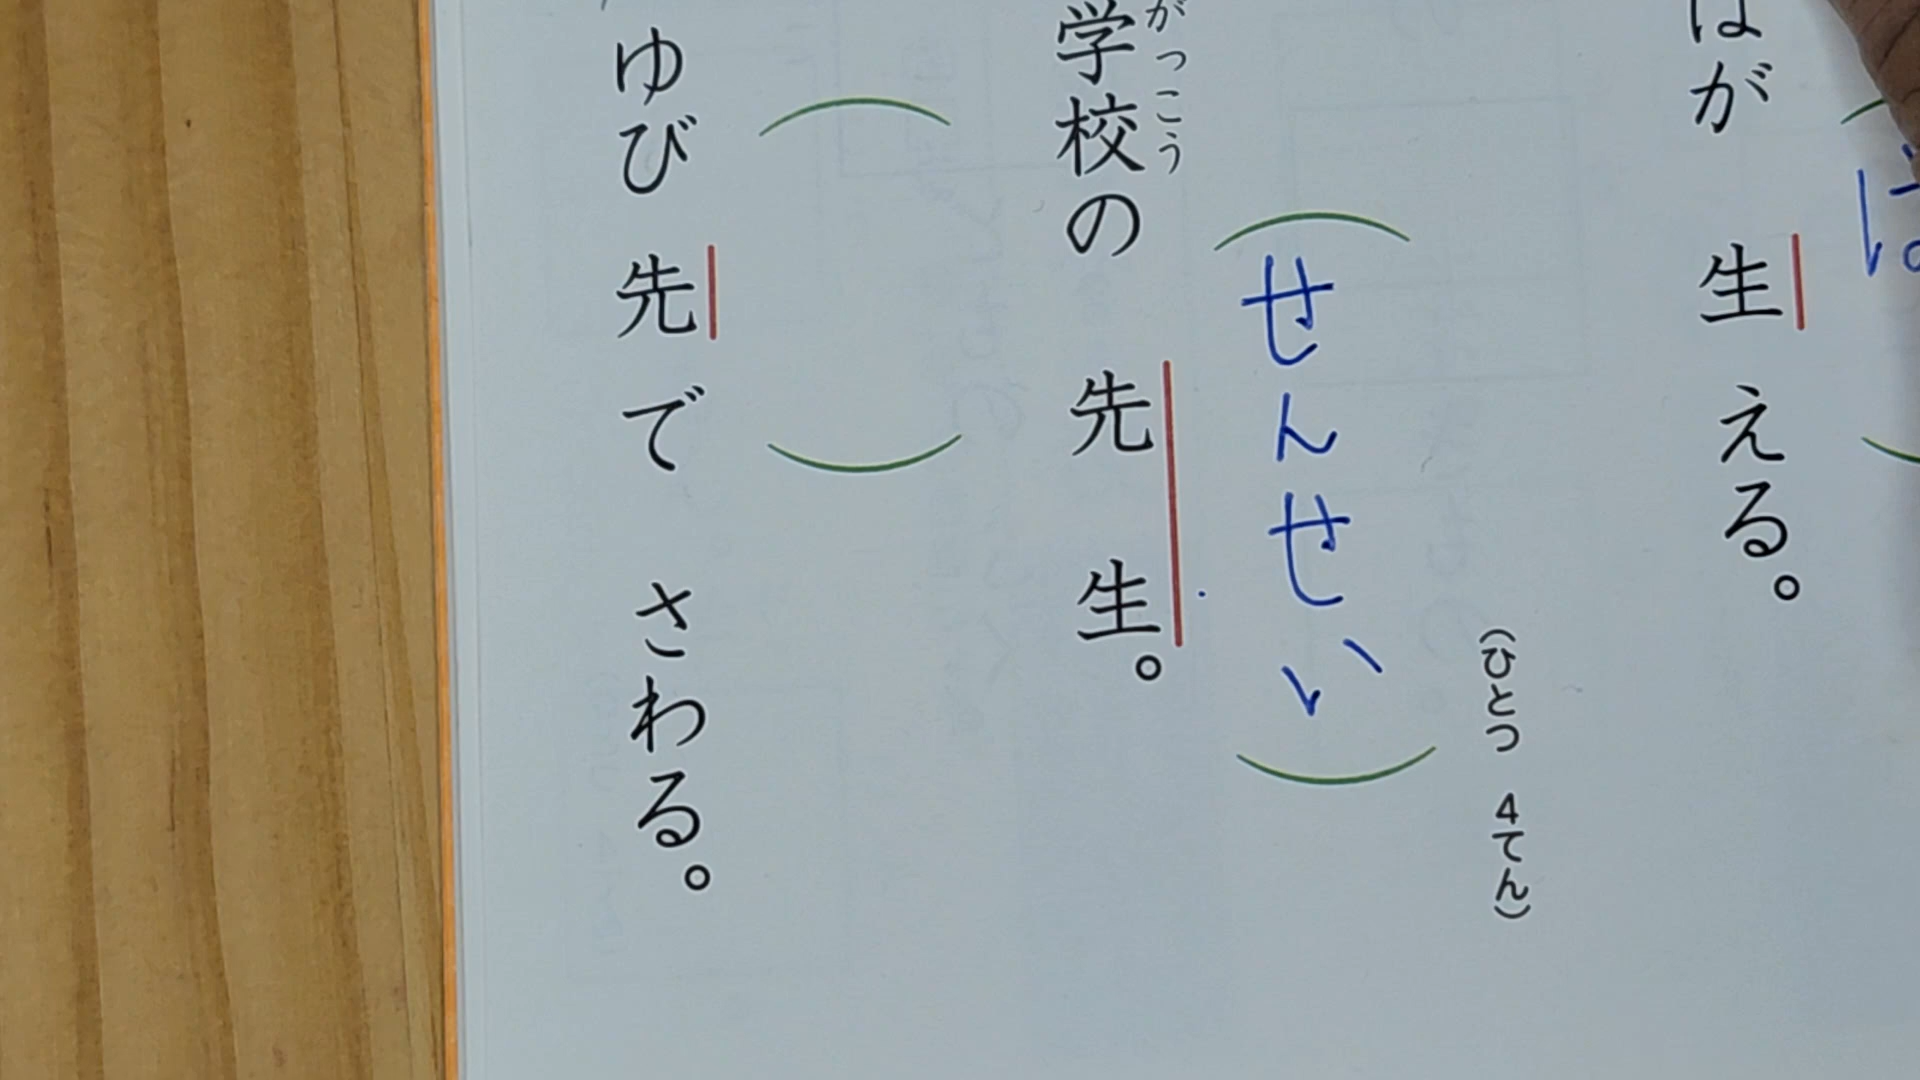 はが生える。
(ひとつ 4てん)
せんせい
がっこう
学校の先生。
ゆび先でさわる。